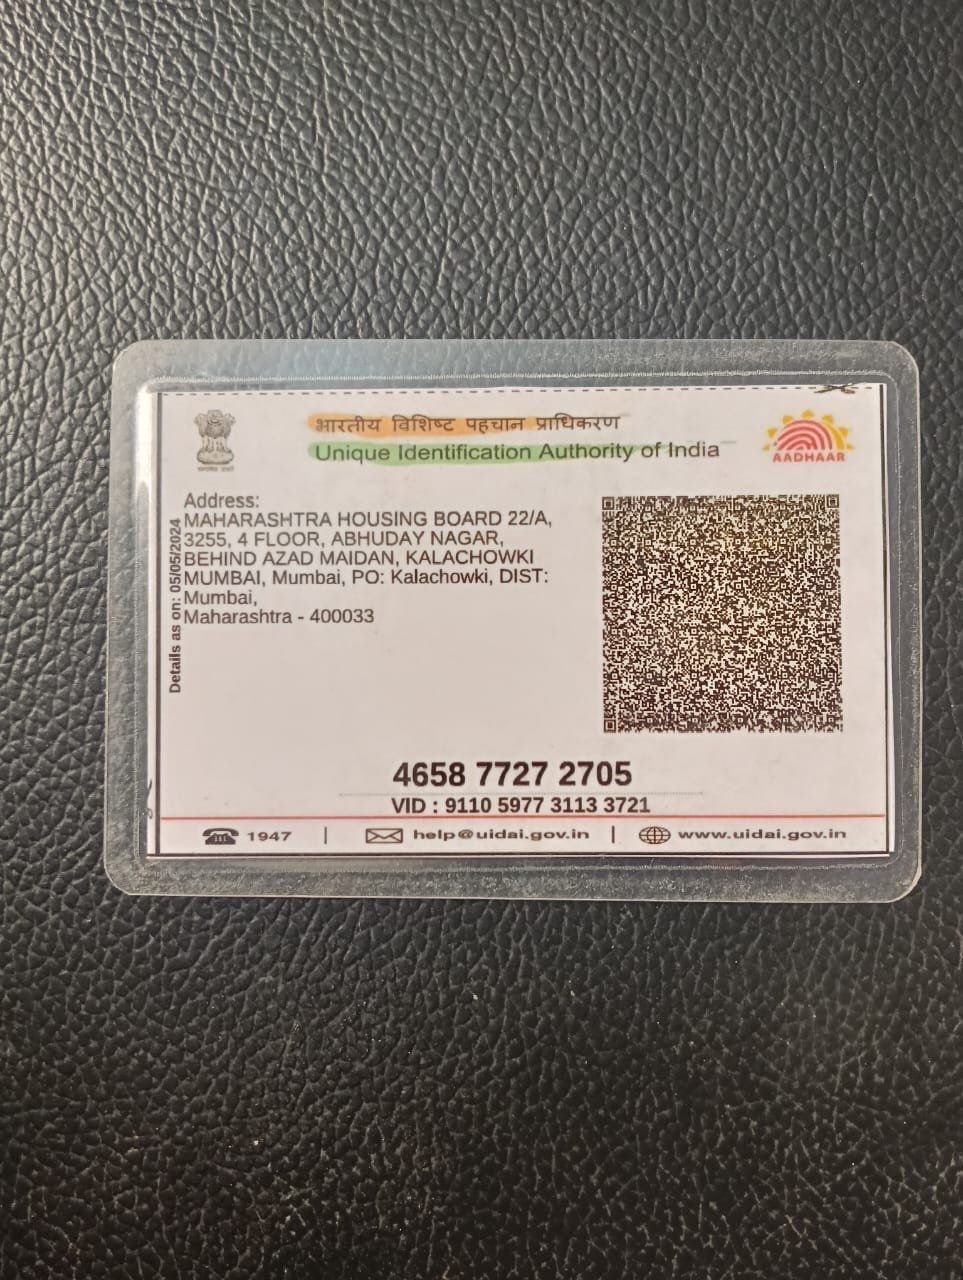 भारतीय विशिष्ट पहचान प्राधिकरण
Unique Identification Authority of India
AADHAAR
Details as on: 05/05/2024
Address:
MAHARASHTRA HOUSING BOARD 22/A,
3255, 4 FLOOR, ABHUDAY NAGAR,
BEHIND AZAD MAIDAN, KALACHOWKI
MUMBAI, Mumbai, PO: Kalachowki, DIST:
Mumbai,
Maharashtra - 400033
4658 7727 2705
VID : 9110 5977 3113 3721
1947 | help@uidai.gov.in | www.uidai.gov.in